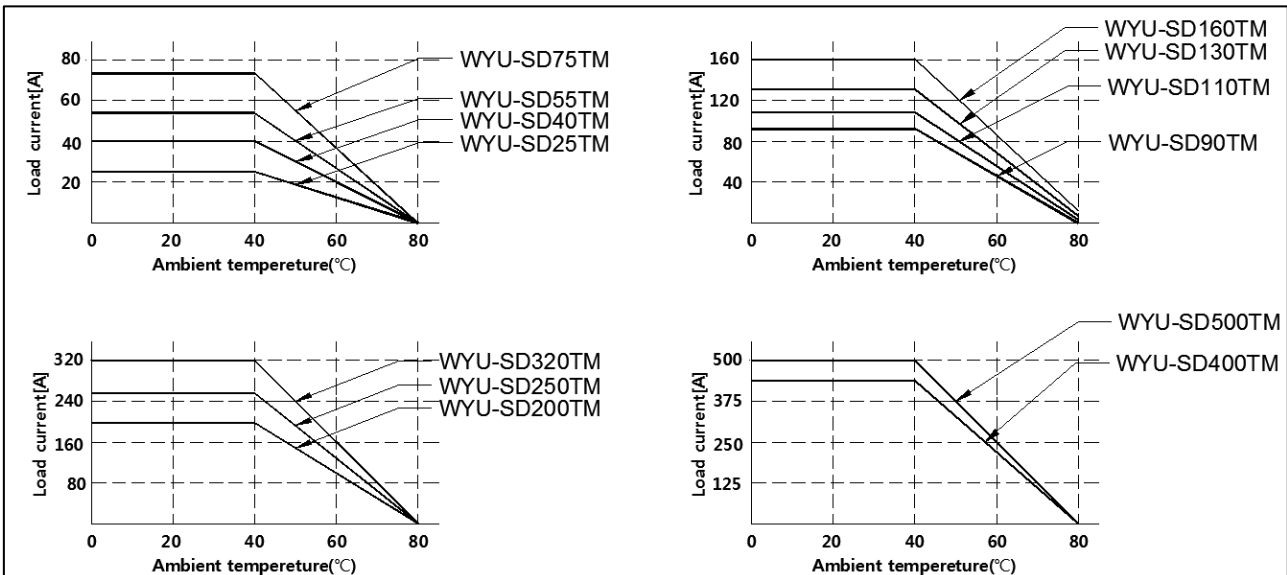 80
60
40
20
0 20 40 60 80
Load current[A]
Ambient tempereture(℃)
WYU-SD75TM
WYU-SD55TM
WYU-SD40TM
WYU-SD25TM
160
120
80
40
0 20 40 60 80
Load current[A]
Ambient tempereture(℃)
WYU-SD160TM
WYU-SD130TM
WYU-SD110TM
WYU-SD90TM
320
240
160
80
0 20 40 60 80
Load current[A]
Ambient tempereture(℃)
WYU-SD320TM
WYU-SD250TM
WYU-SD200TM
500
375
250
125
0 20 40 60 80
Load current[A]
Ambient tempereture(℃)
WYU-SD500TM
WYU-SD400TM